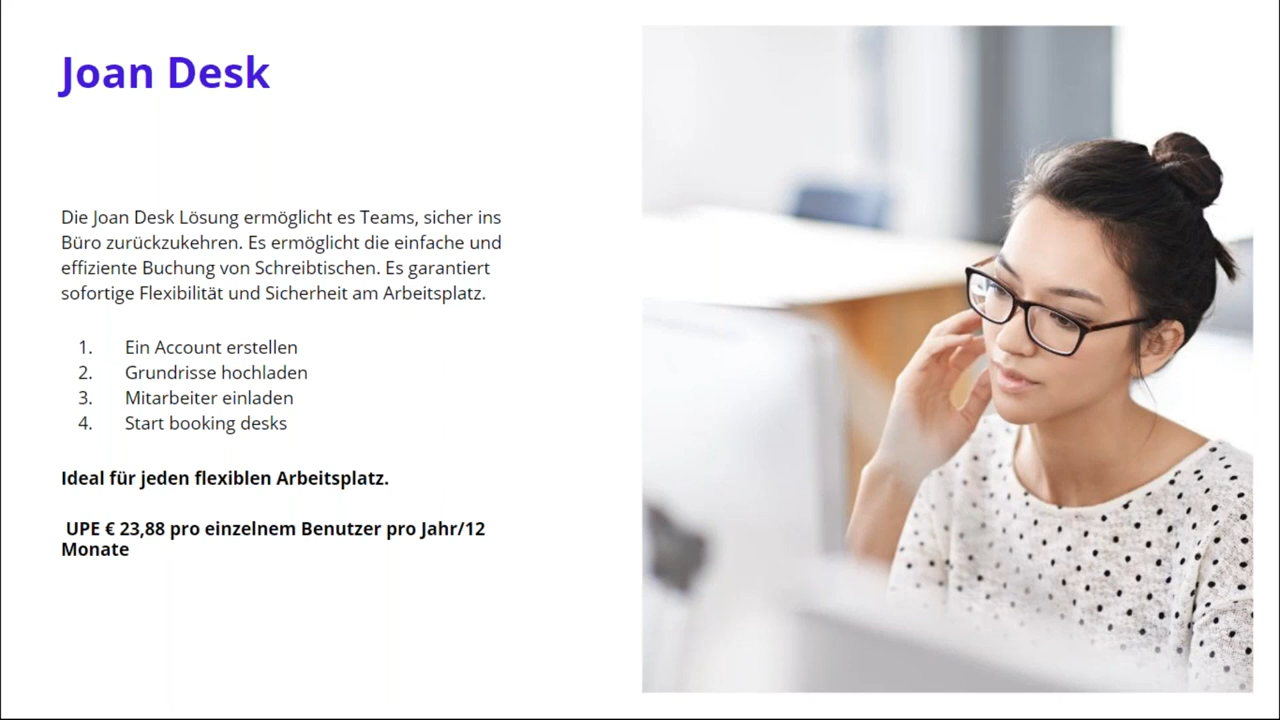 Joan Desk
Die Joan Desk Lösung ermöglicht es Teams, sicher ins
Büro zurückzukehren. Es ermöglicht die einfache und
effiziente Buchung von Schreibtischen. Es garantiert
sofortige Flexibilität und Sicherheit am Arbeitsplatz.
1. Ein Account erstellen
2. Grundrisse hochladen
3. Mitarbeiter einladen
4. Start booking desks
Ideal für jeden flexiblen Arbeitsplatz.
UPE € 23,88 pro einzelnem Benutzer pro Jahr/12
Monate